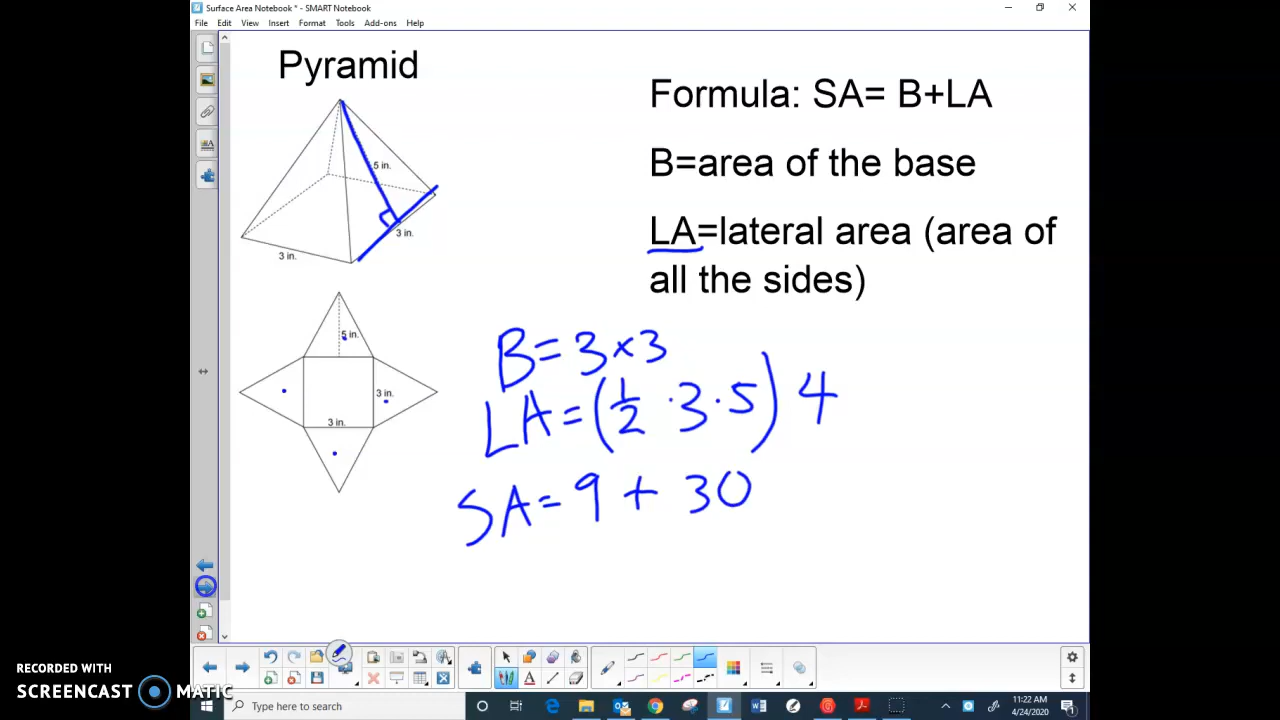 Surface Area Notebook * - SMART Notebook
File Edit View Insert Format Tools Add-ons Help
Pyramid
Formula: SA= B+LA
B=area of the base
LA=lateral area (area of
all the sides)
5 in.
3 in.
3 in.
5 in.
3 in.
3 in.
B = 3 × 3
LA = (1/2 · 3 · 5) 4
SA = 9 + 30
RECORDED WITH
SCREENCAST MATIC
Type here to search
11:22 AM
4/24/2020